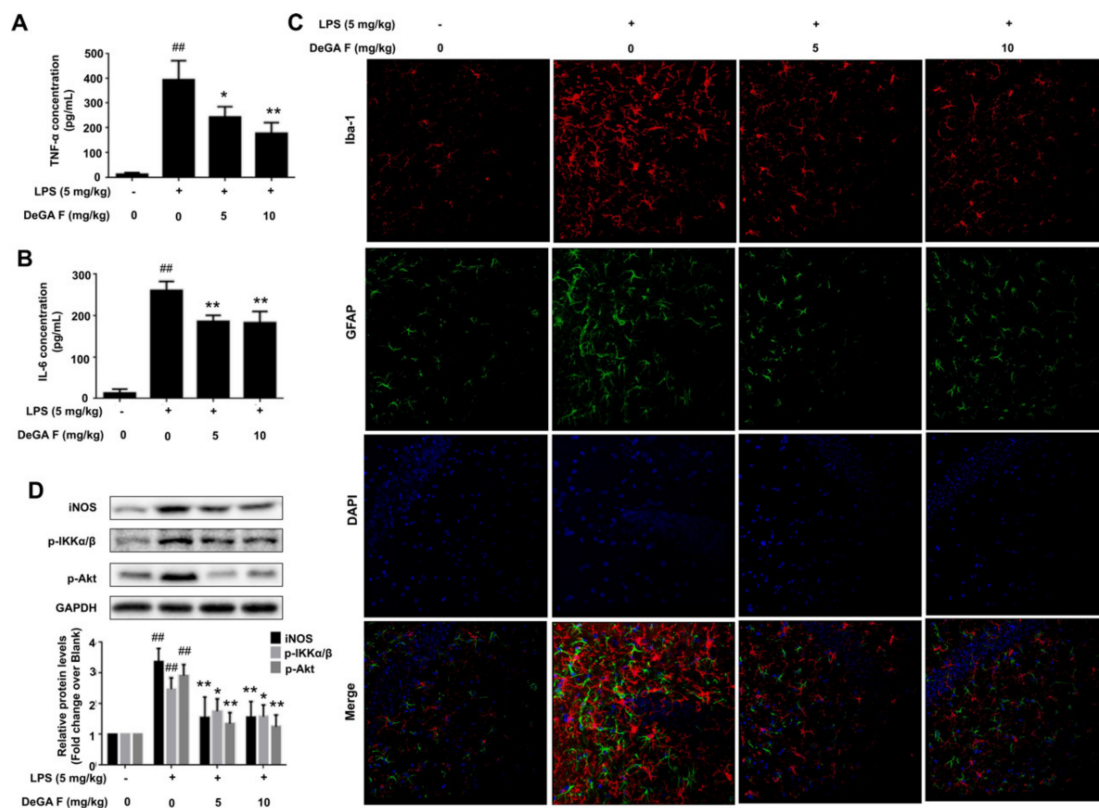 A
TNF-α concentration
(pg/mL)
500
400
300
200
100
0
##
*
**
LPS (5 mg/kg)
- + + +
DeGA F (mg/kg)
0 0 5 10
B
IL-6 concentration
(pg/mL)
300
200
100
0
##
**
**
LPS (5 mg/kg)
- + + +
DeGA F (mg/kg)
0 0 5 10
C
LPS (5 mg/kg) - + + +
DeGA F (mg/kg) 0 0 5 10
Iba-1
GFAP
DAPI
Merge
D
iNOS
p-IKKα/β
p-Akt
GAPDH
Relative protein levels
(Fold change over Blank)
4
3
2
1
0
iNOS
p-IKKα/β
p-Akt
## ## ##
** * **
** * **
LPS (5 mg/kg) - + + +
DeGA F (mg/kg) 0 0 5 10